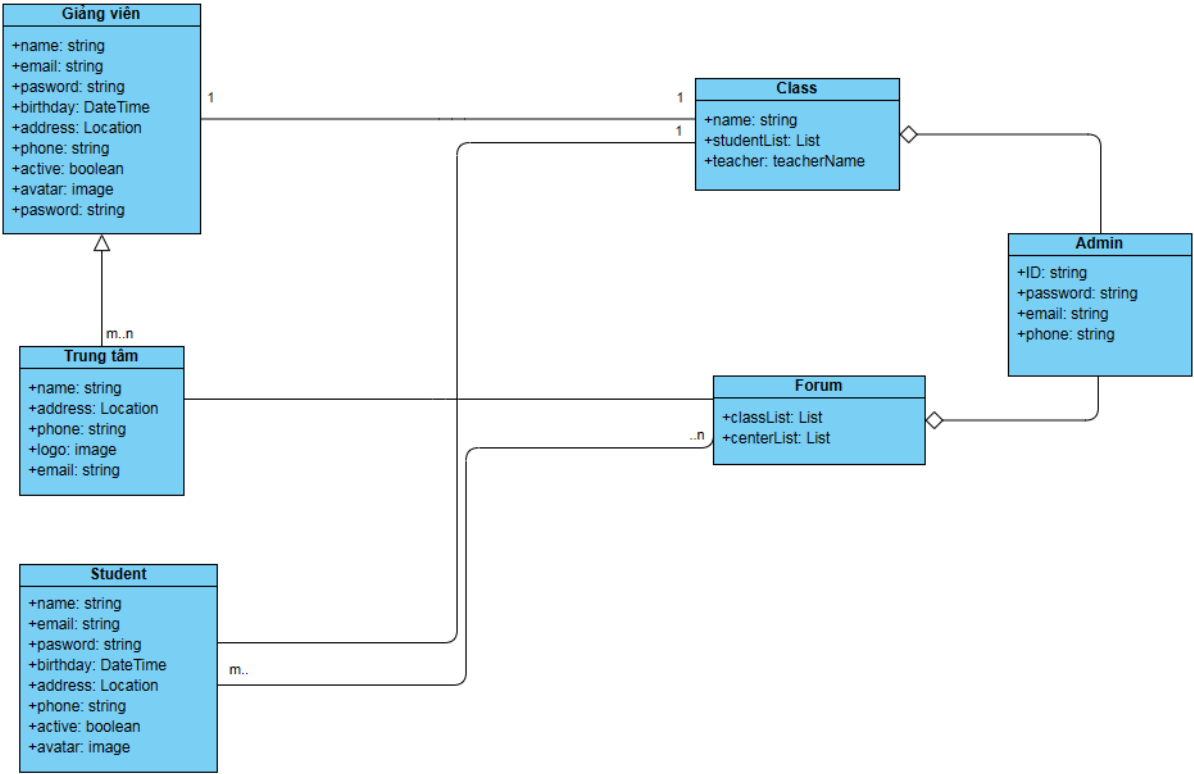 Giảng viên
+name: string
+email: string
+pasword: string
+birthday: DateTime
+address: Location
+phone: string
+active: boolean
+avatar: image
+pasword: string
1
1
1
Class
+name: string
+studentList: List
+teacher: teacherName
Admin
+ID: string
+password: string
+email: string
+phone: string
m..n
Trung tâm
+name: string
+address: Location
+phone: string
+logo: image
+email: string
Forum
+classList: List
+centerList: List
..n
Student
+name: string
+email: string
+pasword: string
+birthday: DateTime
+address: Location
+phone: string
+active: boolean
+avatar: image
m..